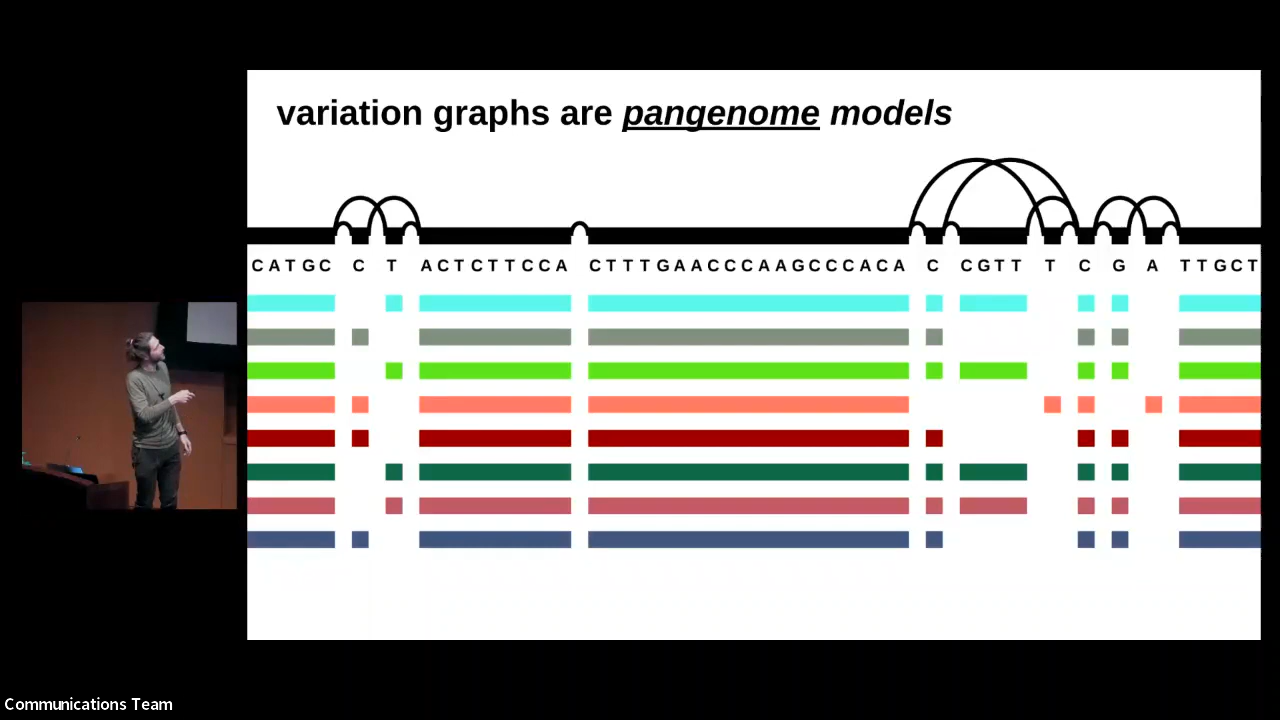 variation graphs are pangenome models
CATGC C T ACTCTTCCA CTTTGAACCCAAGCCCACA C CGTT T C G A TTGCT
Communications Team